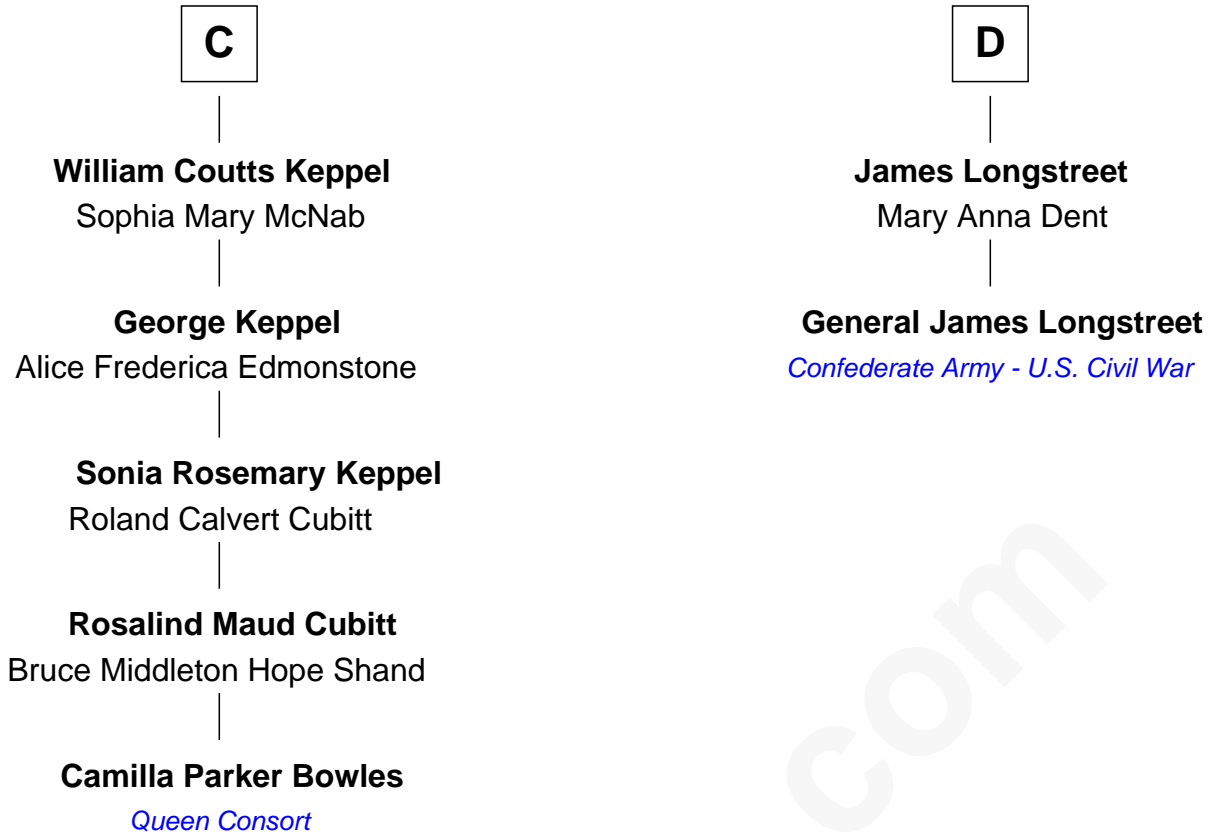 C
William Coutts Keppel
Sophia Mary McNab
George Keppel
Alice Frederica Edmonstone
Sonia Rosemary Keppel
Roland Calvert Cubitt
Rosalind Maud Cubitt
Bruce Middleton Hope Shand
Camilla Parker Bowles
Queen Consort
D
James Longstreet
Mary Anna Dent
General James Longstreet
Confederate Army - U.S. Civil War
com